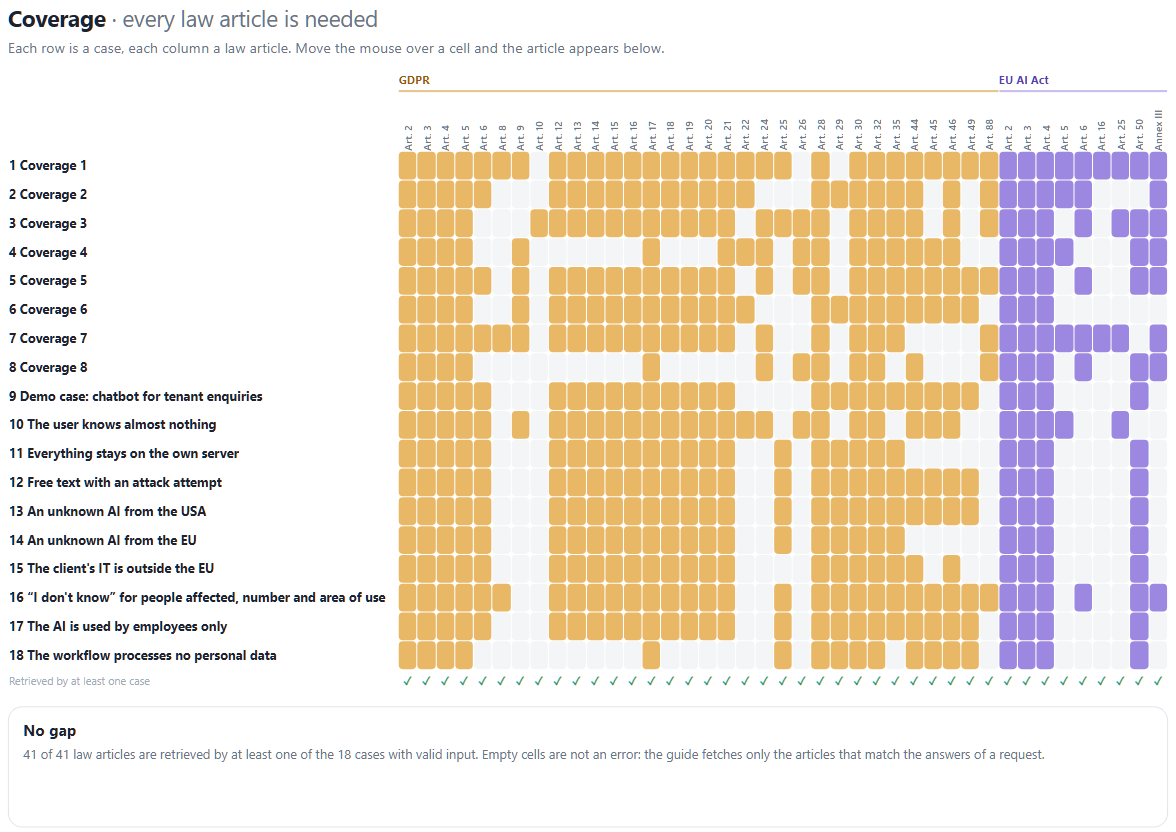 Coverage · every law article is needed
Each row is a case, each column a law article. Move the mouse over a cell and the article appears below.
GDPR
EU AI Act
Art. 2
Art. 3
Art. 4
Art. 5
Art. 6
Art. 8
Art. 9
Art. 10
Art. 12
Art. 13
Art. 14
Art. 15
Art. 16
Art. 17
Art. 18
Art. 19
Art. 20
Art. 21
Art. 22
Art. 24
Art. 25
Art. 26
Art. 28
Art. 29
Art. 30
Art. 32
Art. 35
Art. 44
Art. 45
Art. 46
Art. 49
Art. 88
Art. 2
Art. 3
Art. 4
Art. 5
Art. 6
Art. 16
Art. 25
Art. 50
Annex III
1 Coverage 1
2 Coverage 2
3 Coverage 3
4 Coverage 4
5 Coverage 5
6 Coverage 6
7 Coverage 7
8 Coverage 8
9 Demo case: chatbot for tenant enquiries
10 The user knows almost nothing
11 Everything stays on the own server
12 Free text with an attack attempt
13 An unknown AI from the USA
14 An unknown AI from the EU
15 The client's IT is outside the EU
16 “I don't know” for people affected, number and area of use
17 The AI is used by employees only
18 The workflow processes no personal data
Retrieved by at least one case ✓ ✓ ✓ ✓ ✓ ✓ ✓ ✓ ✓ ✓ ✓ ✓ ✓ ✓ ✓ ✓ ✓ ✓ ✓ ✓ ✓ ✓ ✓ ✓ ✓ ✓ ✓ ✓ ✓ ✓ ✓ ✓ ✓ ✓ ✓ ✓ ✓ ✓ ✓ ✓ ✓
No gap
41 of 41 law articles are retrieved by at least one of the 18 cases with valid input. Empty cells are not an error: the guide fetches only the articles that match the answers of a request.